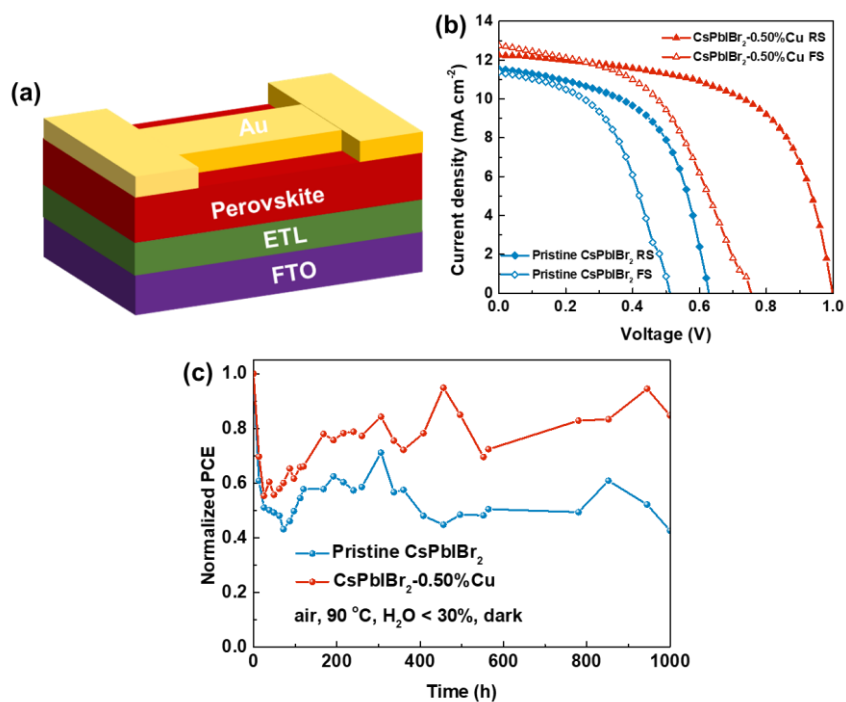 (a)
Au
Perovskite
ETL
FTO
(b)
Current density (mA cm⁻²)
14
12
10
8
6
4
2
0
CsPbIBr₂-0.50%Cu RS
CsPbIBr₂-0.50%Cu FS
Pristine CsPbIBr₂ RS
Pristine CsPbIBr₂ FS
0.0 0.2 0.4 0.6 0.8 1.0
Voltage (V)
(c)
Normalized PCE
1.0
0.8
0.6
0.4
0.2
0.0
Pristine CsPbIBr₂
CsPbIBr₂-0.50%Cu
air, 90 °C, H₂O < 30%, dark
0 200 400 600 800 1000
Time (h)